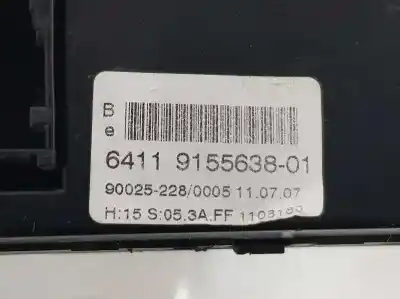 B
e
6411 9155638-01
90025-228/0005 11.07.07
H:15 S:05.3A.FF